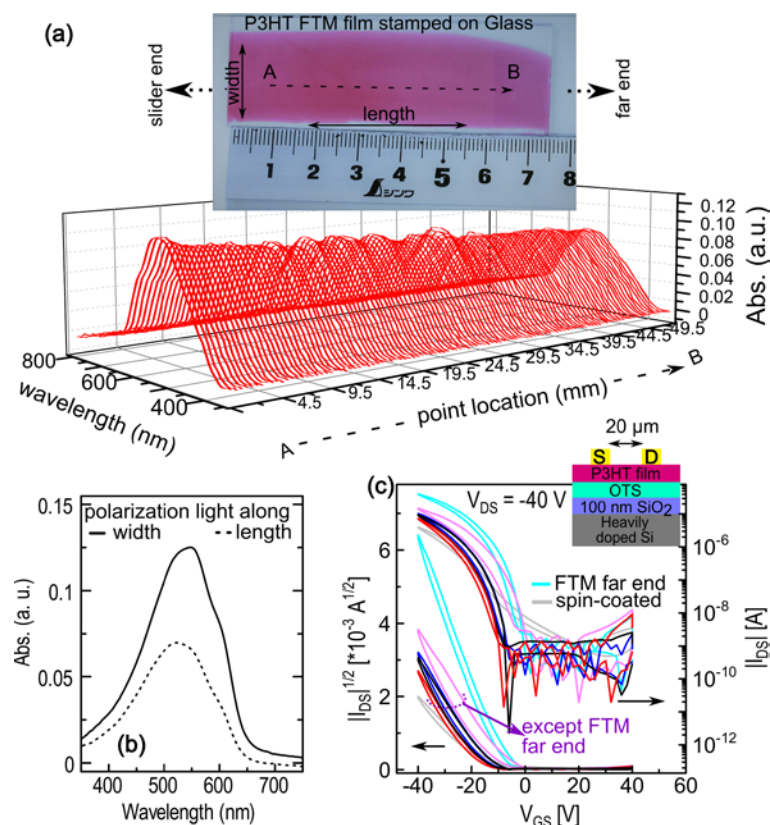 (a)
P3HT FTM film stamped on Glass
A
B
width
length
slider end
far end
1 2 3 4 5 6 7 8
シンワ
0.12
0.10
0.08
0.06
0.04
0.02
0
Abs. (a.u.)
800
600
400
wavelength (nm)
4.5
9.5
14.5
19.5
24.5
29.5
34.5
39.5
44.5
49.5
A
point location (mm)
B
0.15
0.1
0.05
0
Abs. (a. u.)
polarization light along
width
length
(b)
400 500 600 700
Wavelength (nm)
(c)
V_DS = -40 V
20 µm
S
D
P3HT film
OTS
100 nm SiO₂
Heavily
doped Si
FTM far end
spin-coated
except FTM
far end
6
4
2
0
|I_DS|^1/2 [*10⁻³ A^1/2]
10⁻⁶
10⁻⁸
10⁻¹⁰
10⁻¹²
|I_DS| [A]
-40 -20 0 20 40 60
V_GS [V]